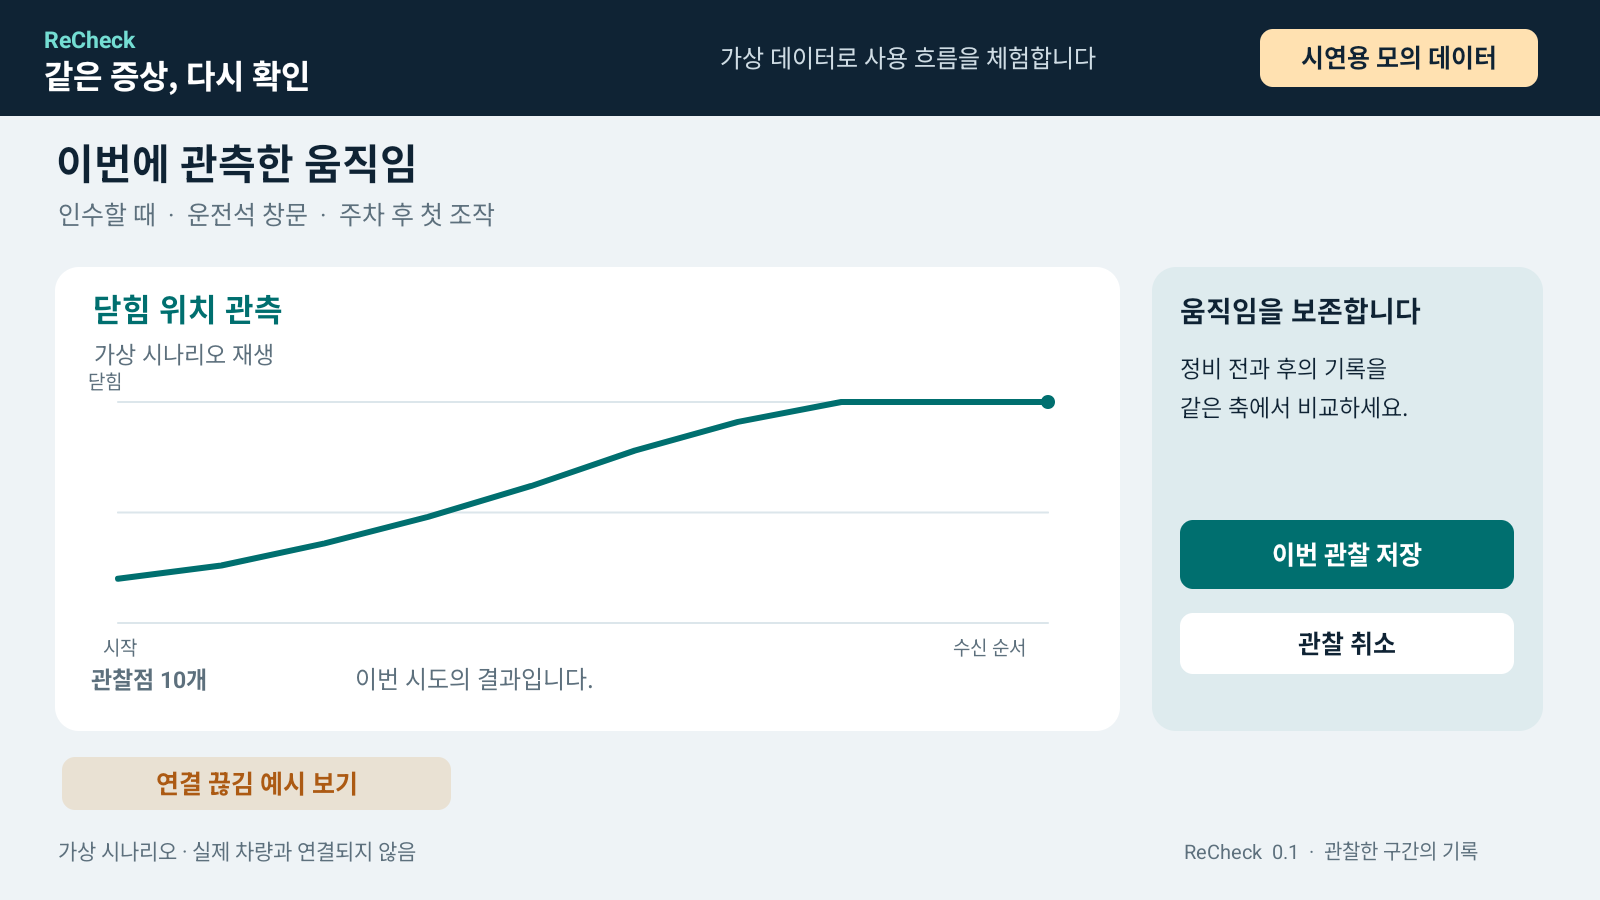 ReCheck
같은 증상, 다시 확인
가상 데이터로 사용 흐름을 체험합니다
시연용 모의 데이터
이번에 관측한 움직임
인수할 때 · 운전석 창문 · 주차 후 첫 조작
닫힘 위치 관측
가상 시나리오 재생
닫힘
시작
수신 순서
관찰점 10개
이번 시도의 결과입니다.
움직임을 보존합니다
정비 전과 후의 기록을
같은 축에서 비교하세요.
이번 관찰 저장
관찰 취소
연결 끊김 예시 보기
가상 시나리오 · 실제 차량과 연결되지 않음
ReCheck 0.1 · 관찰한 구간의 기록